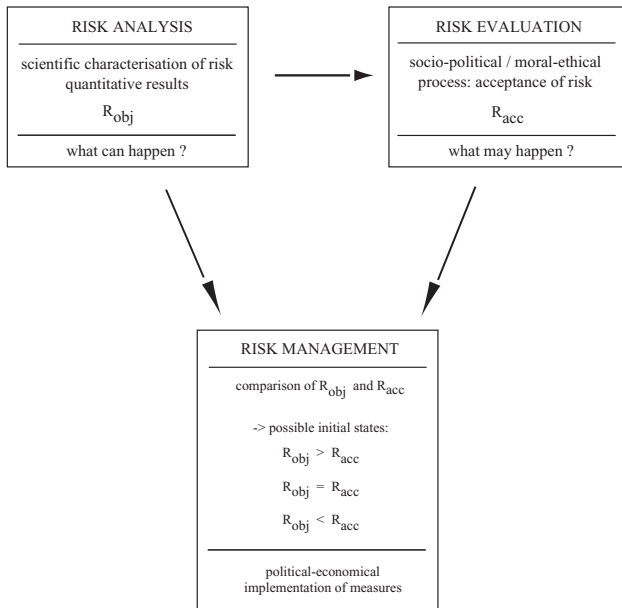 RISK ANALYSIS
scientific characterisation of risk
quantitative results
R_obj
what can happen ?
RISK EVALUATION
socio-political / moral-ethical
process: acceptance of risk
R_acc
what may happen ?
RISK MANAGEMENT
comparison of R_obj and R_acc
-> possible initial states:
R_obj > R_acc
R_obj = R_acc
R_obj < R_acc
political-economical
implementation of measures